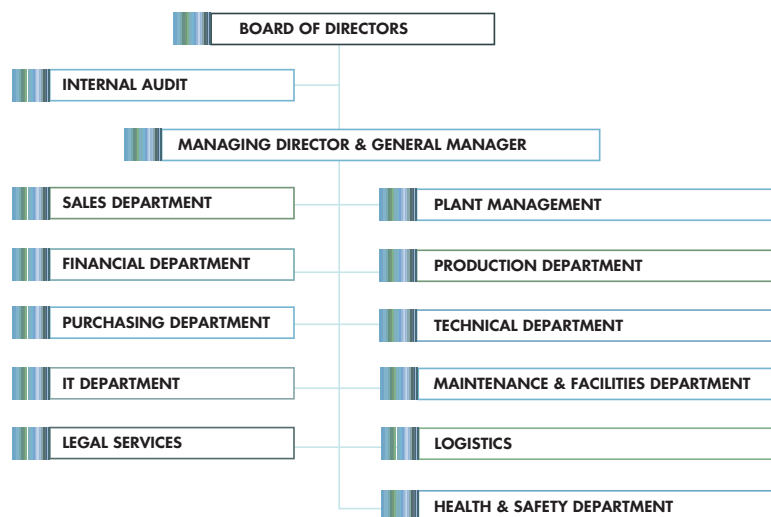 BOARD OF DIRECTORS
INTERNAL AUDIT
MANAGING DIRECTOR & GENERAL MANAGER
SALES DEPARTMENT
PLANT MANAGEMENT
FINANCIAL DEPARTMENT
PRODUCTION DEPARTMENT
PURCHASING DEPARTMENT
TECHNICAL DEPARTMENT
IT DEPARTMENT
MAINTENANCE & FACILITIES DEPARTMENT
LEGAL SERVICES
LOGISTICS
HEALTH & SAFETY DEPARTMENT